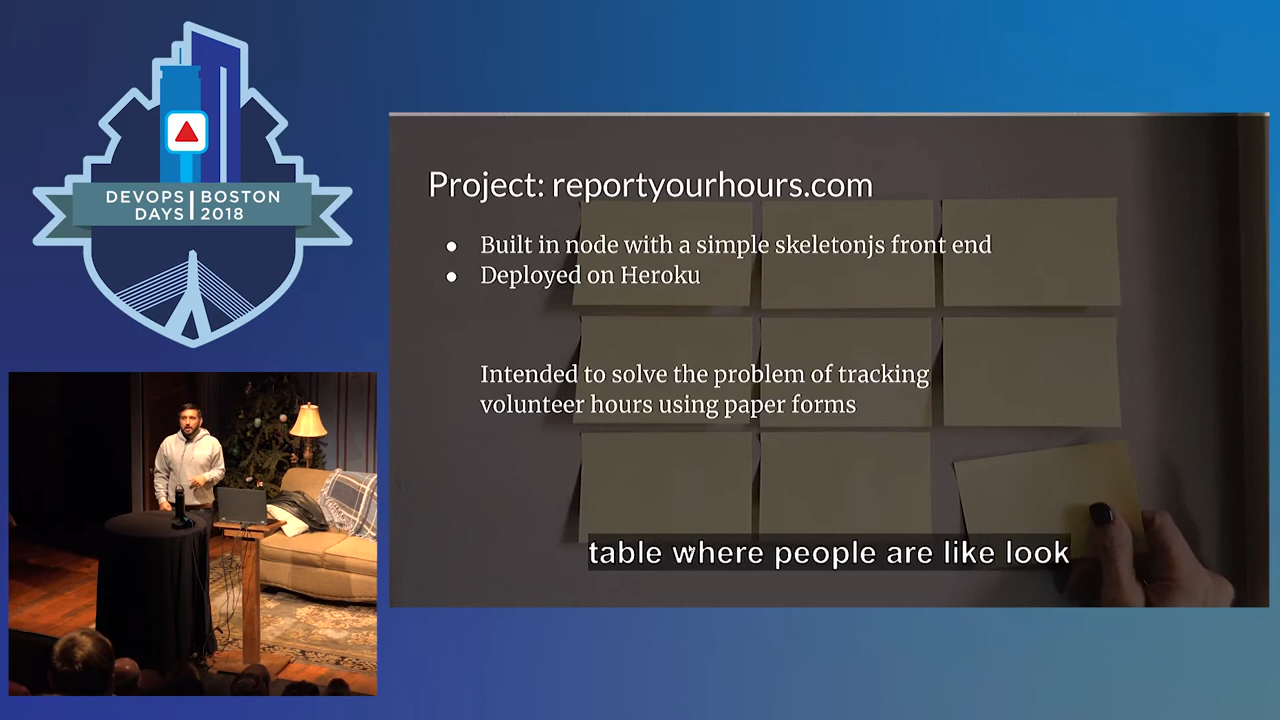 DEVOPS BOSTON
DAYS 2018
Project: reportyourhours.com
● Built in node with a simple skeletonjs front end
● Deployed on Heroku
Intended to solve the problem of tracking
volunteer hours using paper forms
table where people are like look